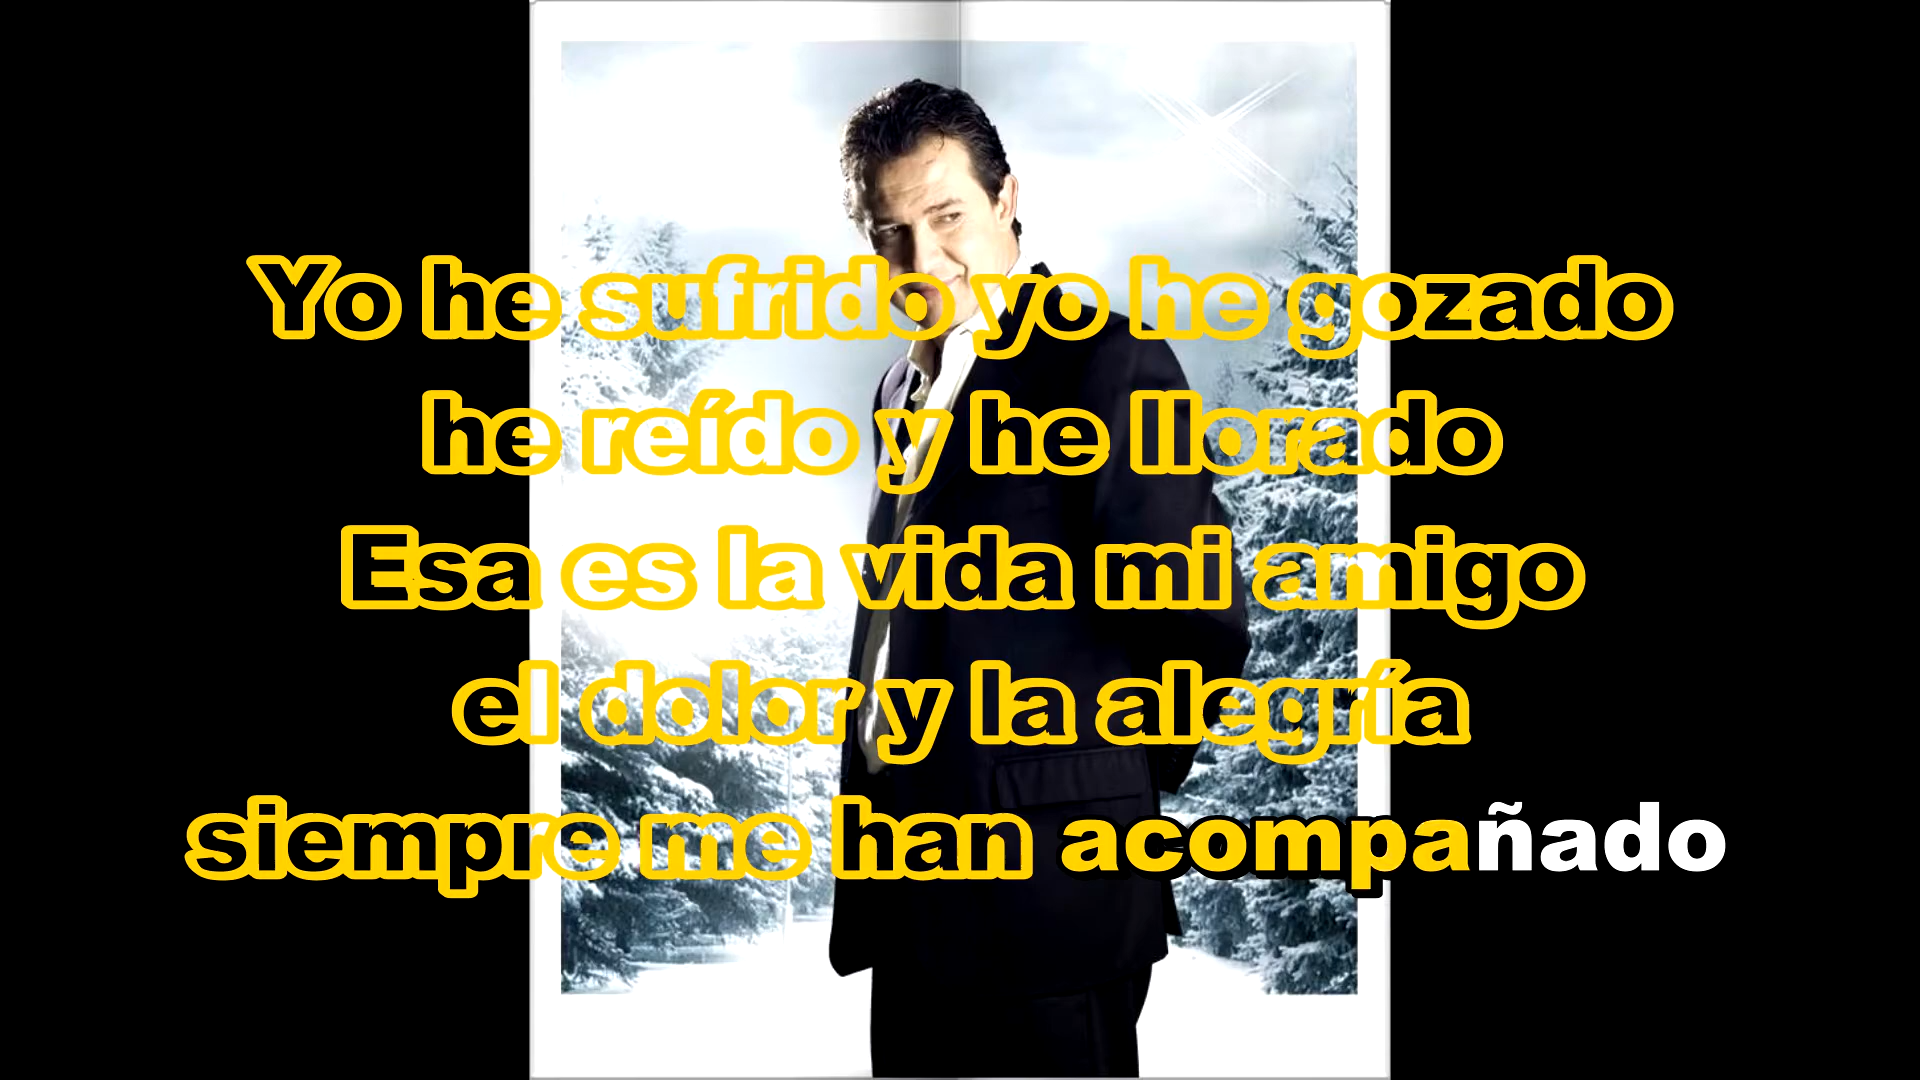 Yo he sufrido yo he gozado
he reído y he llorado
Esa es la vida mi amigo
el dolor y la alegría
siempre me han acompañado